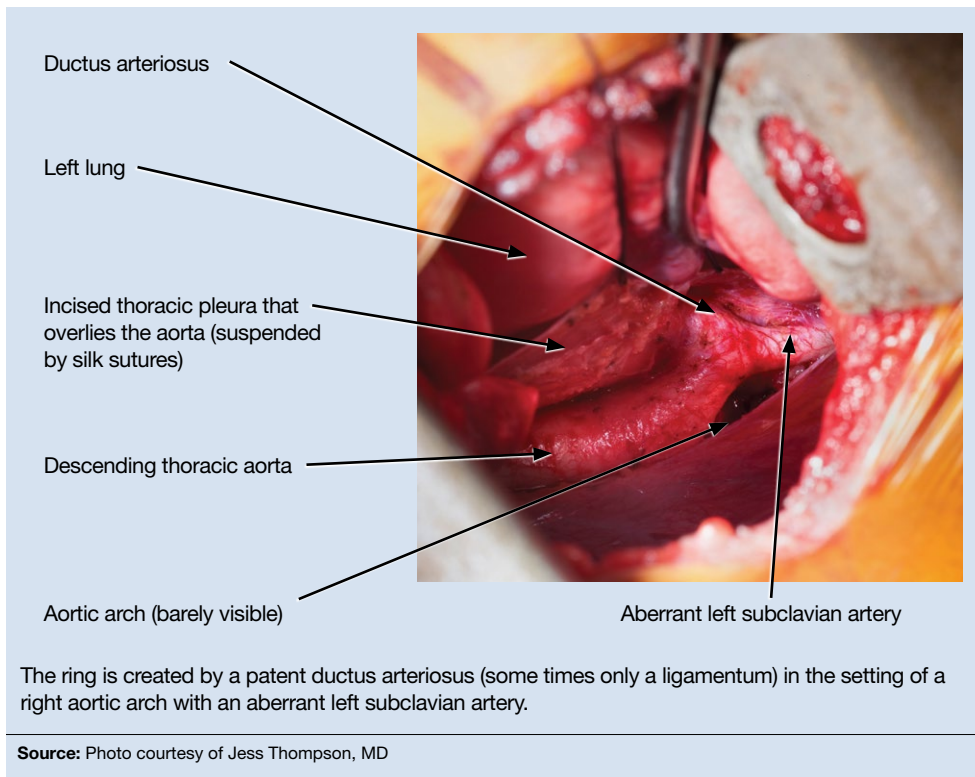 Ductus arteriosus
Left lung
Incised thoracic pleura that
overlies the aorta (suspended
by silk sutures)
Descending thoracic aorta
Aortic arch (barely visible)
Aberrant left subclavian artery
The ring is created by a patent ductus arteriosus (some times only a ligamentum) in the setting of a
right aortic arch with an aberrant left subclavian artery.
Source: Photo courtesy of Jess Thompson, MD